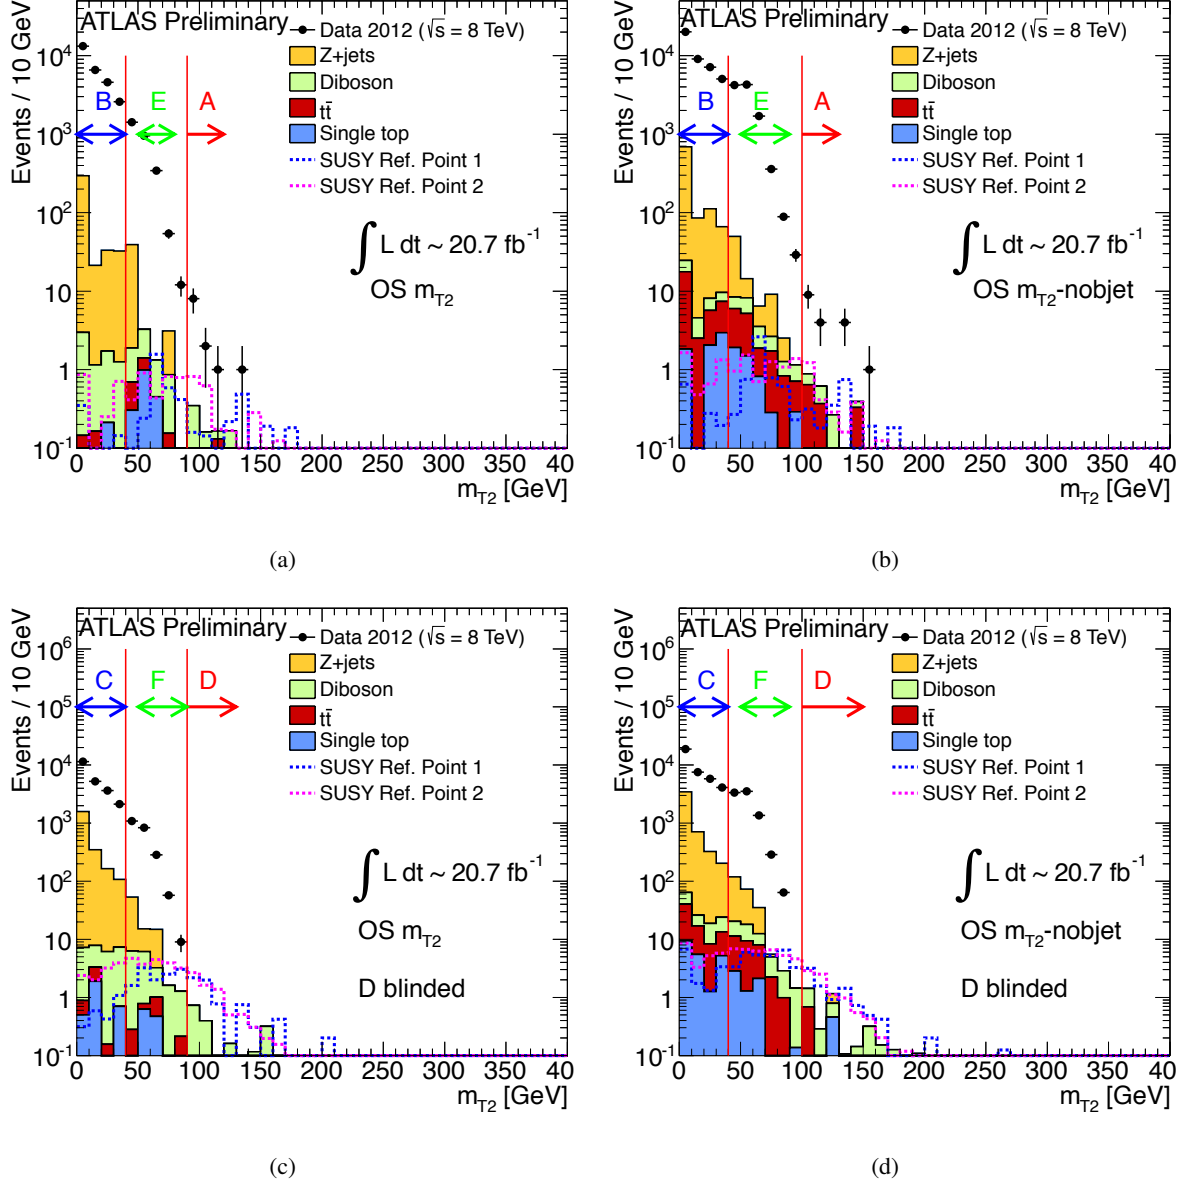 ATLAS Preliminary
Data 2012 (√s = 8 TeV)
Z+jets
Diboson
tt̄
Single top
SUSY Ref. Point 1
SUSY Ref. Point 2
B E A
∫ L dt ~ 20.7 fb⁻¹
OS m_T2
Events / 10 GeV
10⁴
10³
10²
10
1
10⁻¹
0 50 100 150 200 250 300 350 40
m_T2 [GeV]
(a)
ATLAS Preliminary
Data 2012 (√s = 8 TeV)
Z+jets
Diboson
tt̄
Single top
SUSY Ref. Point 1
SUSY Ref. Point 2
B E A
∫ L dt ~ 20.7 fb⁻¹
OS m_T2-nobjet
Events / 10 GeV
10⁴
10³
10²
10
1
10⁻¹
0 50 100 150 200 250 300 350 40
m_T2 [GeV]
(b)
ATLAS Preliminary
Data 2012 (√s = 8 TeV)
Z+jets
Diboson
tt̄
Single top
SUSY Ref. Point 1
SUSY Ref. Point 2
C F D
∫ L dt ~ 20.7 fb⁻¹
OS m_T2
D blinded
Events / 10 GeV
10⁶
10⁵
10⁴
10³
10²
10
1
10⁻¹
0 50 100 150 200 250 300 350 40
m_T2 [GeV]
(c)
ATLAS Preliminary
Data 2012 (√s = 8 TeV)
Z+jets
Diboson
tt̄
Single top
SUSY Ref. Point 1
SUSY Ref. Point 2
C F D
∫ L dt ~ 20.7 fb⁻¹
OS m_T2-nobjet
D blinded
Events / 10 GeV
10⁶
10⁵
10⁴
10³
10²
10
1
10⁻¹
0 50 100 150 200 250 300 350 40
m_T2 [GeV]
(d)